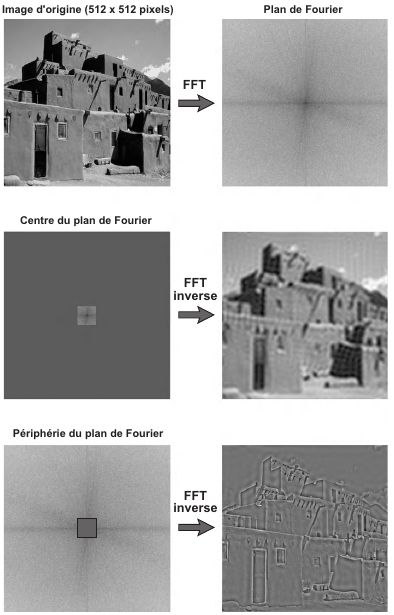 Image d'origine (512 x 512 pixels)
Plan de Fourier
FFT
Centre du plan de Fourier
FFT
inverse
Périphérie du plan de Fourier
FFT
inverse